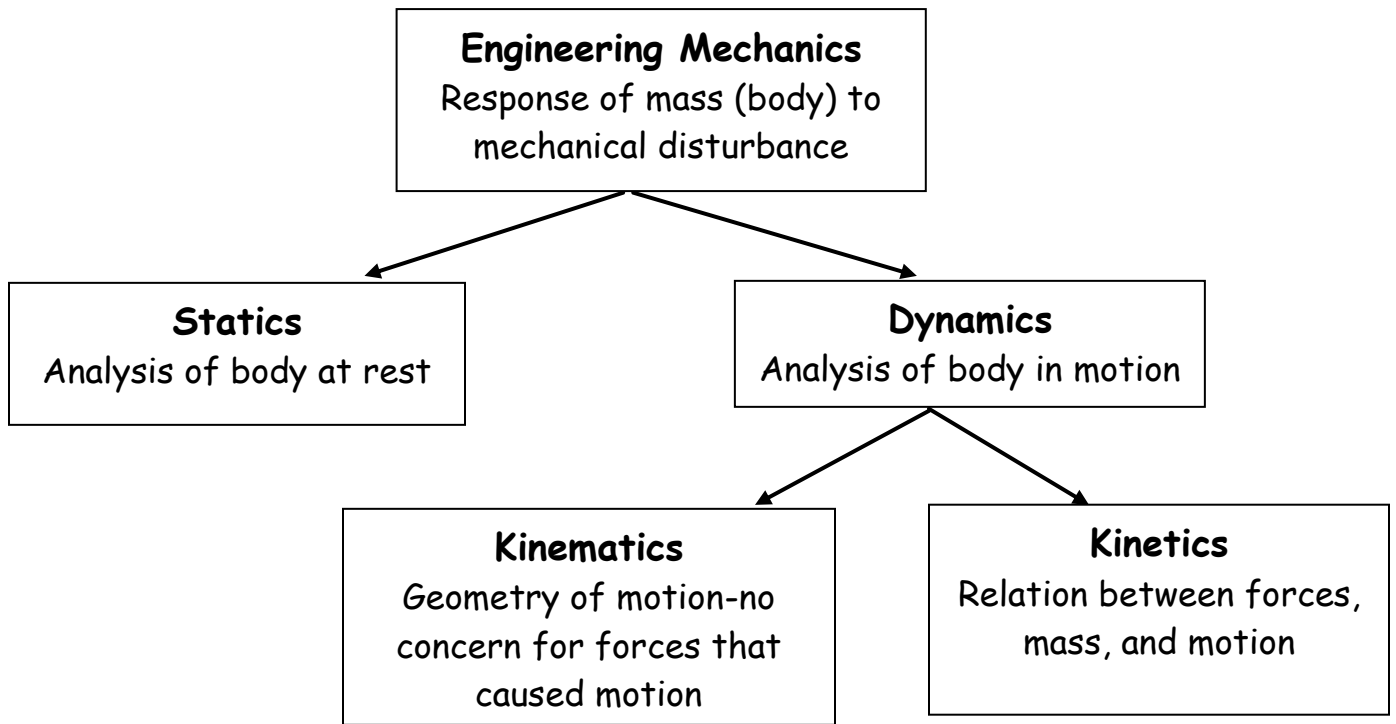 Engineering Mechanics
Response of mass (body) to
mechanical disturbance
Statics
Analysis of body at rest
Dynamics
Analysis of body in motion
Kinematics
Geometry of motion-no
concern for forces that
caused motion
Kinetics
Relation between forces,
mass, and motion